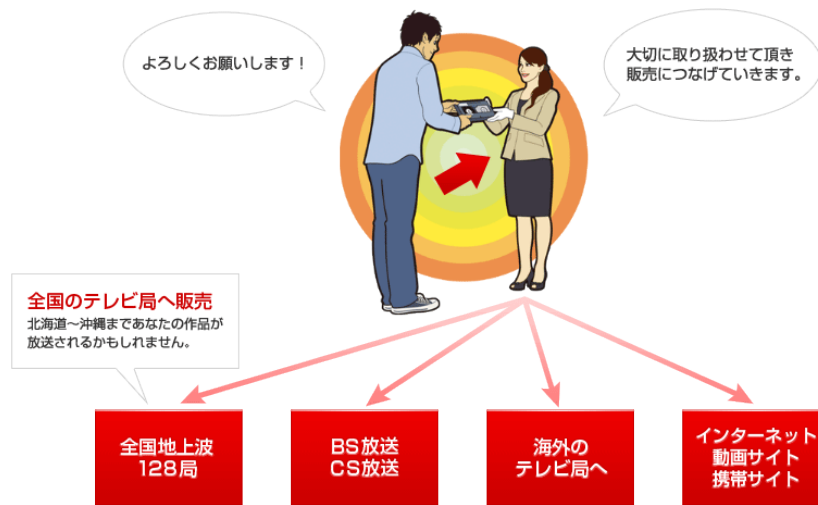 よろしくお願いします!
大切に取り扱わせて頂き
販売につなげていきます。
全国のテレビ局へ販売
北海道～沖縄まであなたの作品が
放送されるかもしれません。
全国地上波
128局
BS放送
CS放送
海外の
テレビ局へ
インターネット
動画サイト
携帯サイト